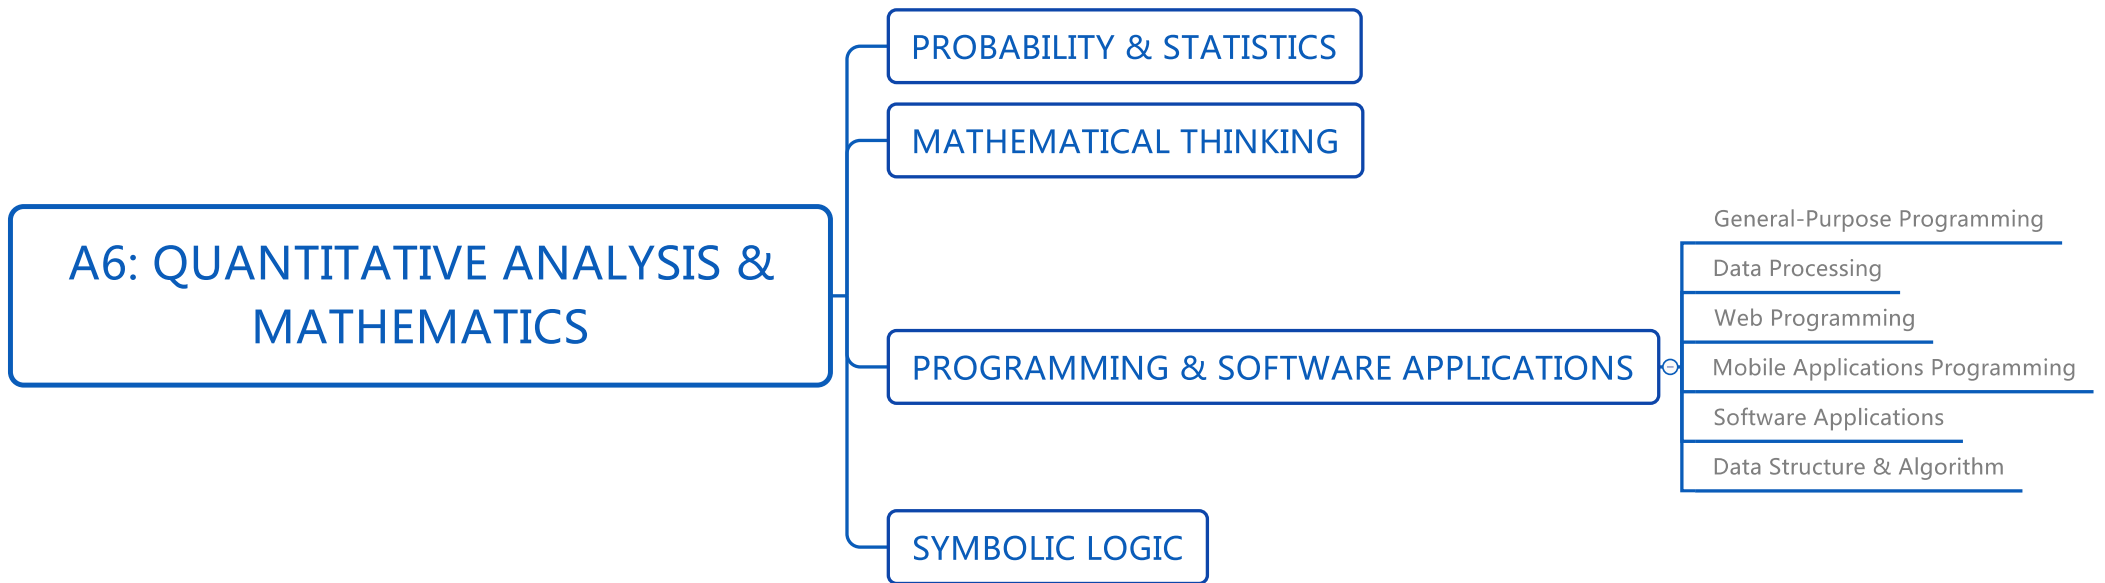 A6: QUANTITATIVE ANALYSIS &
MATHEMATICS
PROBABILITY & STATISTICS
MATHEMATICAL THINKING
PROGRAMMING & SOFTWARE APPLICATIONS
General-Purpose Programming
Data Processing
Web Programming
Mobile Applications Programming
Software Applications
Data Structure & Algorithm
SYMBOLIC LOGIC